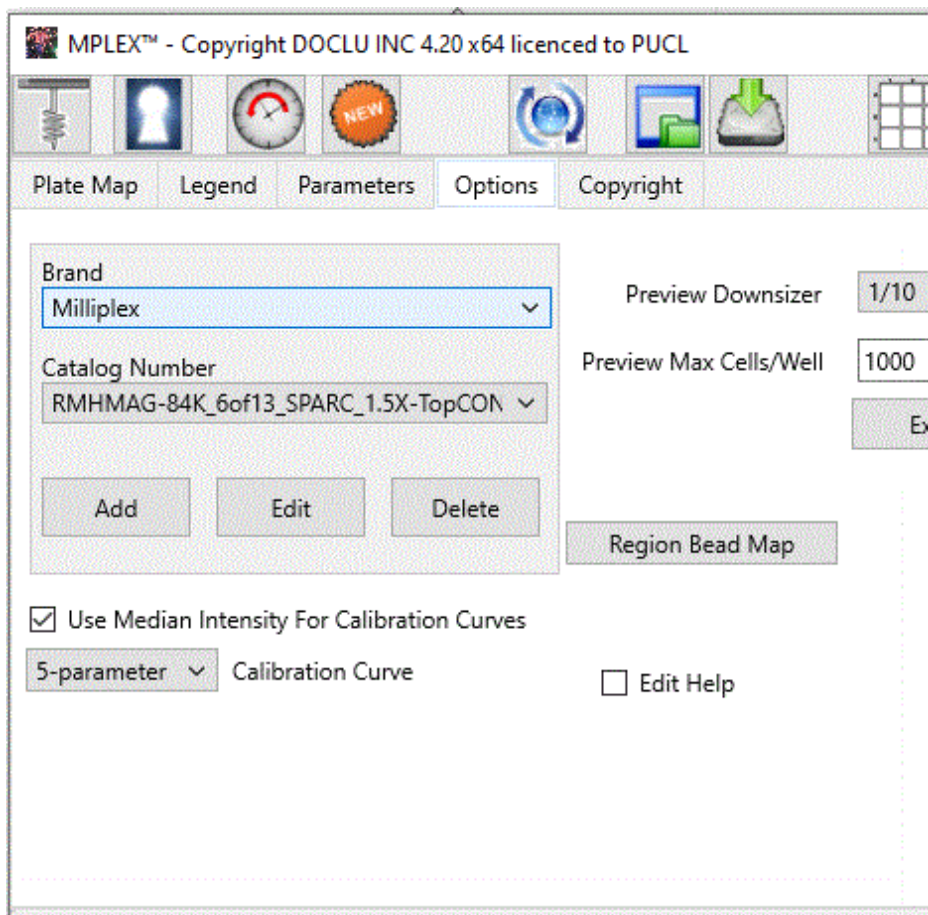 MPLEX™ - Copyright DOCLU INC 4.20 x64 licenced to PUCL
NEW
Plate Map Legend Parameters Options Copyright
Brand
Milliplex
Catalog Number
RMHMAG-84K_6of13_SPARC_1.5X-TopCON
Add Edit Delete
Preview Downsizer 1/10
Preview Max Cells/Well 1000
Ex
Region Bead Map
Use Median Intensity For Calibration Curves
5-parameter Calibration Curve
Edit Help